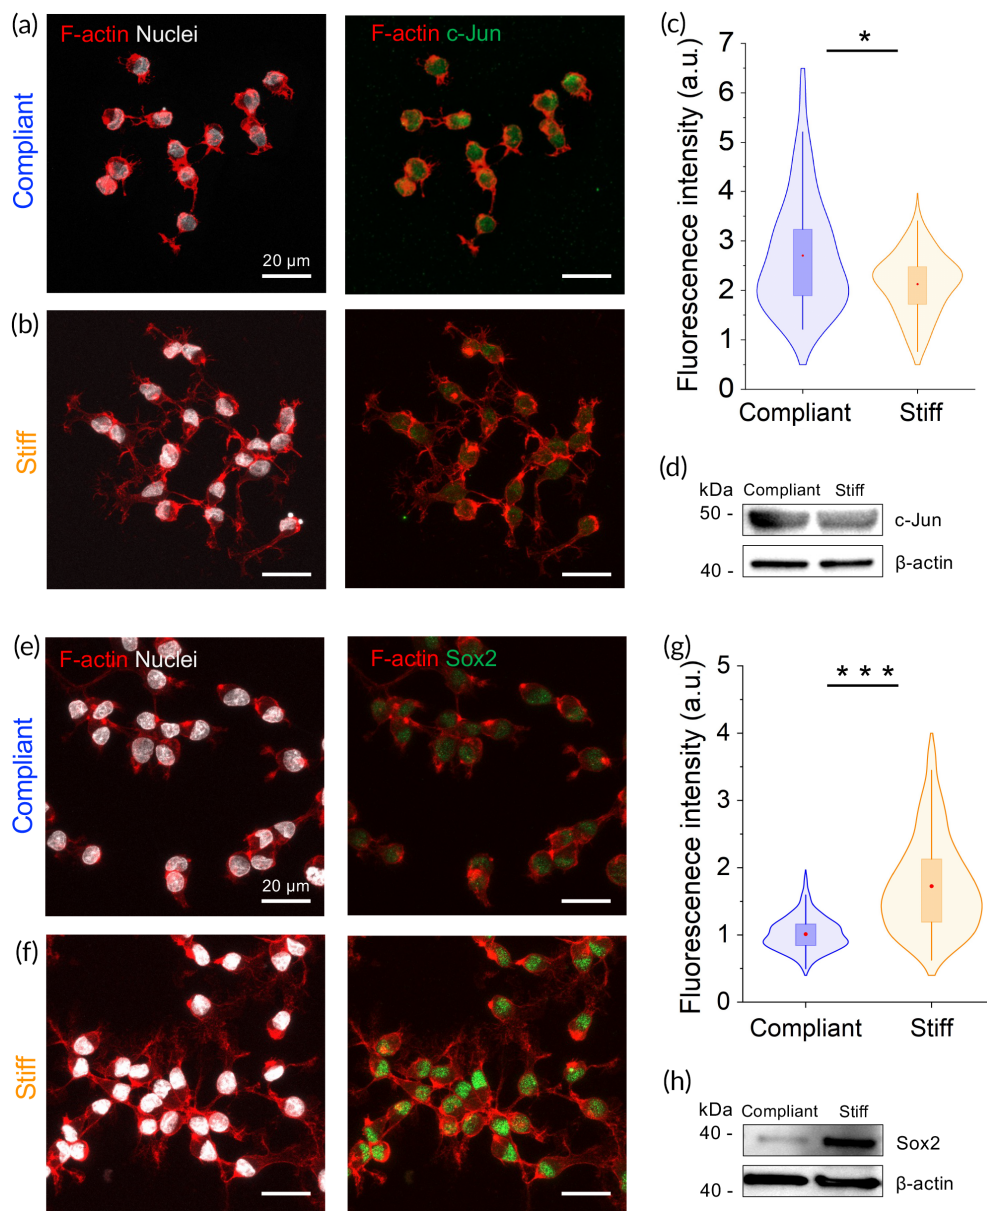 (a)
F-actin Nuclei
F-actin c-Jun
Compliant
20 µm
(b)
Stiff
(c)
Fluorescenece intensity (a.u.)
7
6
5
4
3
2
1
0
*
Compliant
Stiff
(d)
kDa
Compliant
Stiff
50 -
c-Jun
40 -
β-actin
(e)
F-actin Nuclei
F-actin Sox2
Compliant
20 µm
(f)
Stiff
(g)
Fluorescenece intensity (a.u.)
5
4
3
2
1
0
* * *
Compliant
Stiff
(h)
kDa
Compliant
Stiff
40 -
Sox2
40 -
β-actin